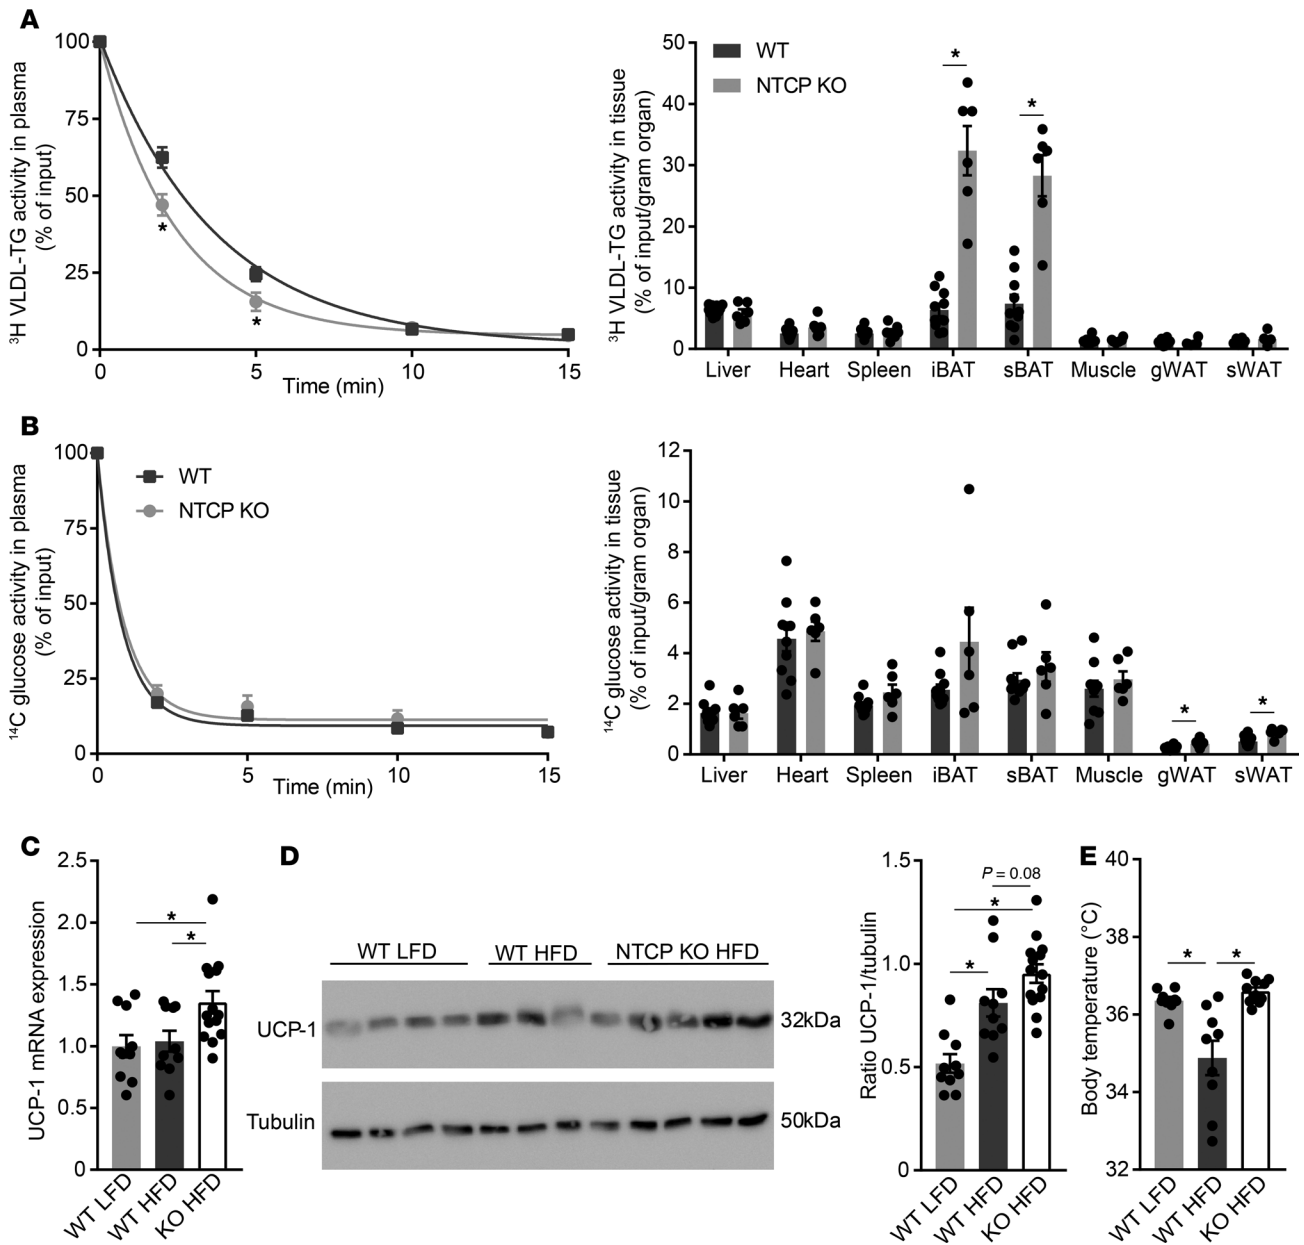 A
³H VLDL-TG activity in plasma
(% of input)
100
75
50
25
0
*
*
0
5
10
15
Time (min)
³H VLDL-TG activity in tissue
(% of input/gram organ)
50
40
30
20
10
0
WT
NTCP KO
*
*
Liver
Heart
Spleen
iBAT
sBAT
Muscle
gWAT
sWAT
B
¹⁴C glucose activity in plasma
(% of input)
100
75
50
25
0
WT
NTCP KO
0
5
10
15
Time (min)
¹⁴C glucose activity in tissue
(% of input/gram organ)
12
10
8
6
4
2
0
*
*
Liver
Heart
Spleen
iBAT
sBAT
Muscle
gWAT
sWAT
C
UCP-1 mRNA expression
2.5
2.0
1.5
1.0
0.5
0
*
*
WT LFD
WT HFD
KO HFD
D
WT LFD
WT HFD
NTCP KO HFD
UCP-1
32kDa
Tubulin
50kDa
Ratio UCP-1/tubulin
1.5
1.0
0.5
0
P = 0.08
*
*
WT LFD
WT HFD
KO HFD
E
Body temperature (°C)
40
38
36
34
32
*
*
WT LFD
WT HFD
KO HFD